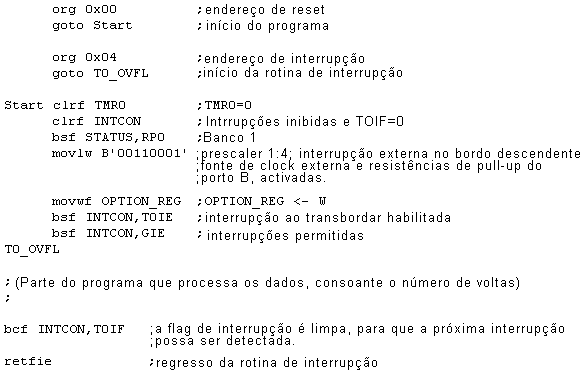 org 0x00 ;endereço de reset
goto Start ;início do programa
org 0x04 ;endereço de interrupção
goto TO_OVFL ;início da rotina de interrupção
Start clrf TMRO ;TMRO=0
clrf INTCON ;Intrrupções inibidas e TOIF=0
bsf STATUS,RPO ;Banco 1
movlw B'00110001' ;prescaler 1:4; interrupção externa no bordo descendente
;fonte de clock externa e resistências de pull-up do
;porto B, activadas.
movwf OPTION_REG ;OPTION_REG <- W
bsf INTCON,TOIE ;interrupção ao transbordar habilitada
bsf INTCON,GIE ; interrupções permitidas
TO_OVFL
; (Parte do programa que processa os dados, consoante o número de voltas)
;
bcf INTCON,TOIF ;a flag de interrupção é limpa, para que a próxima interrupção
;possa ser detectada.
retfie ;regresso da rotina de interrupção